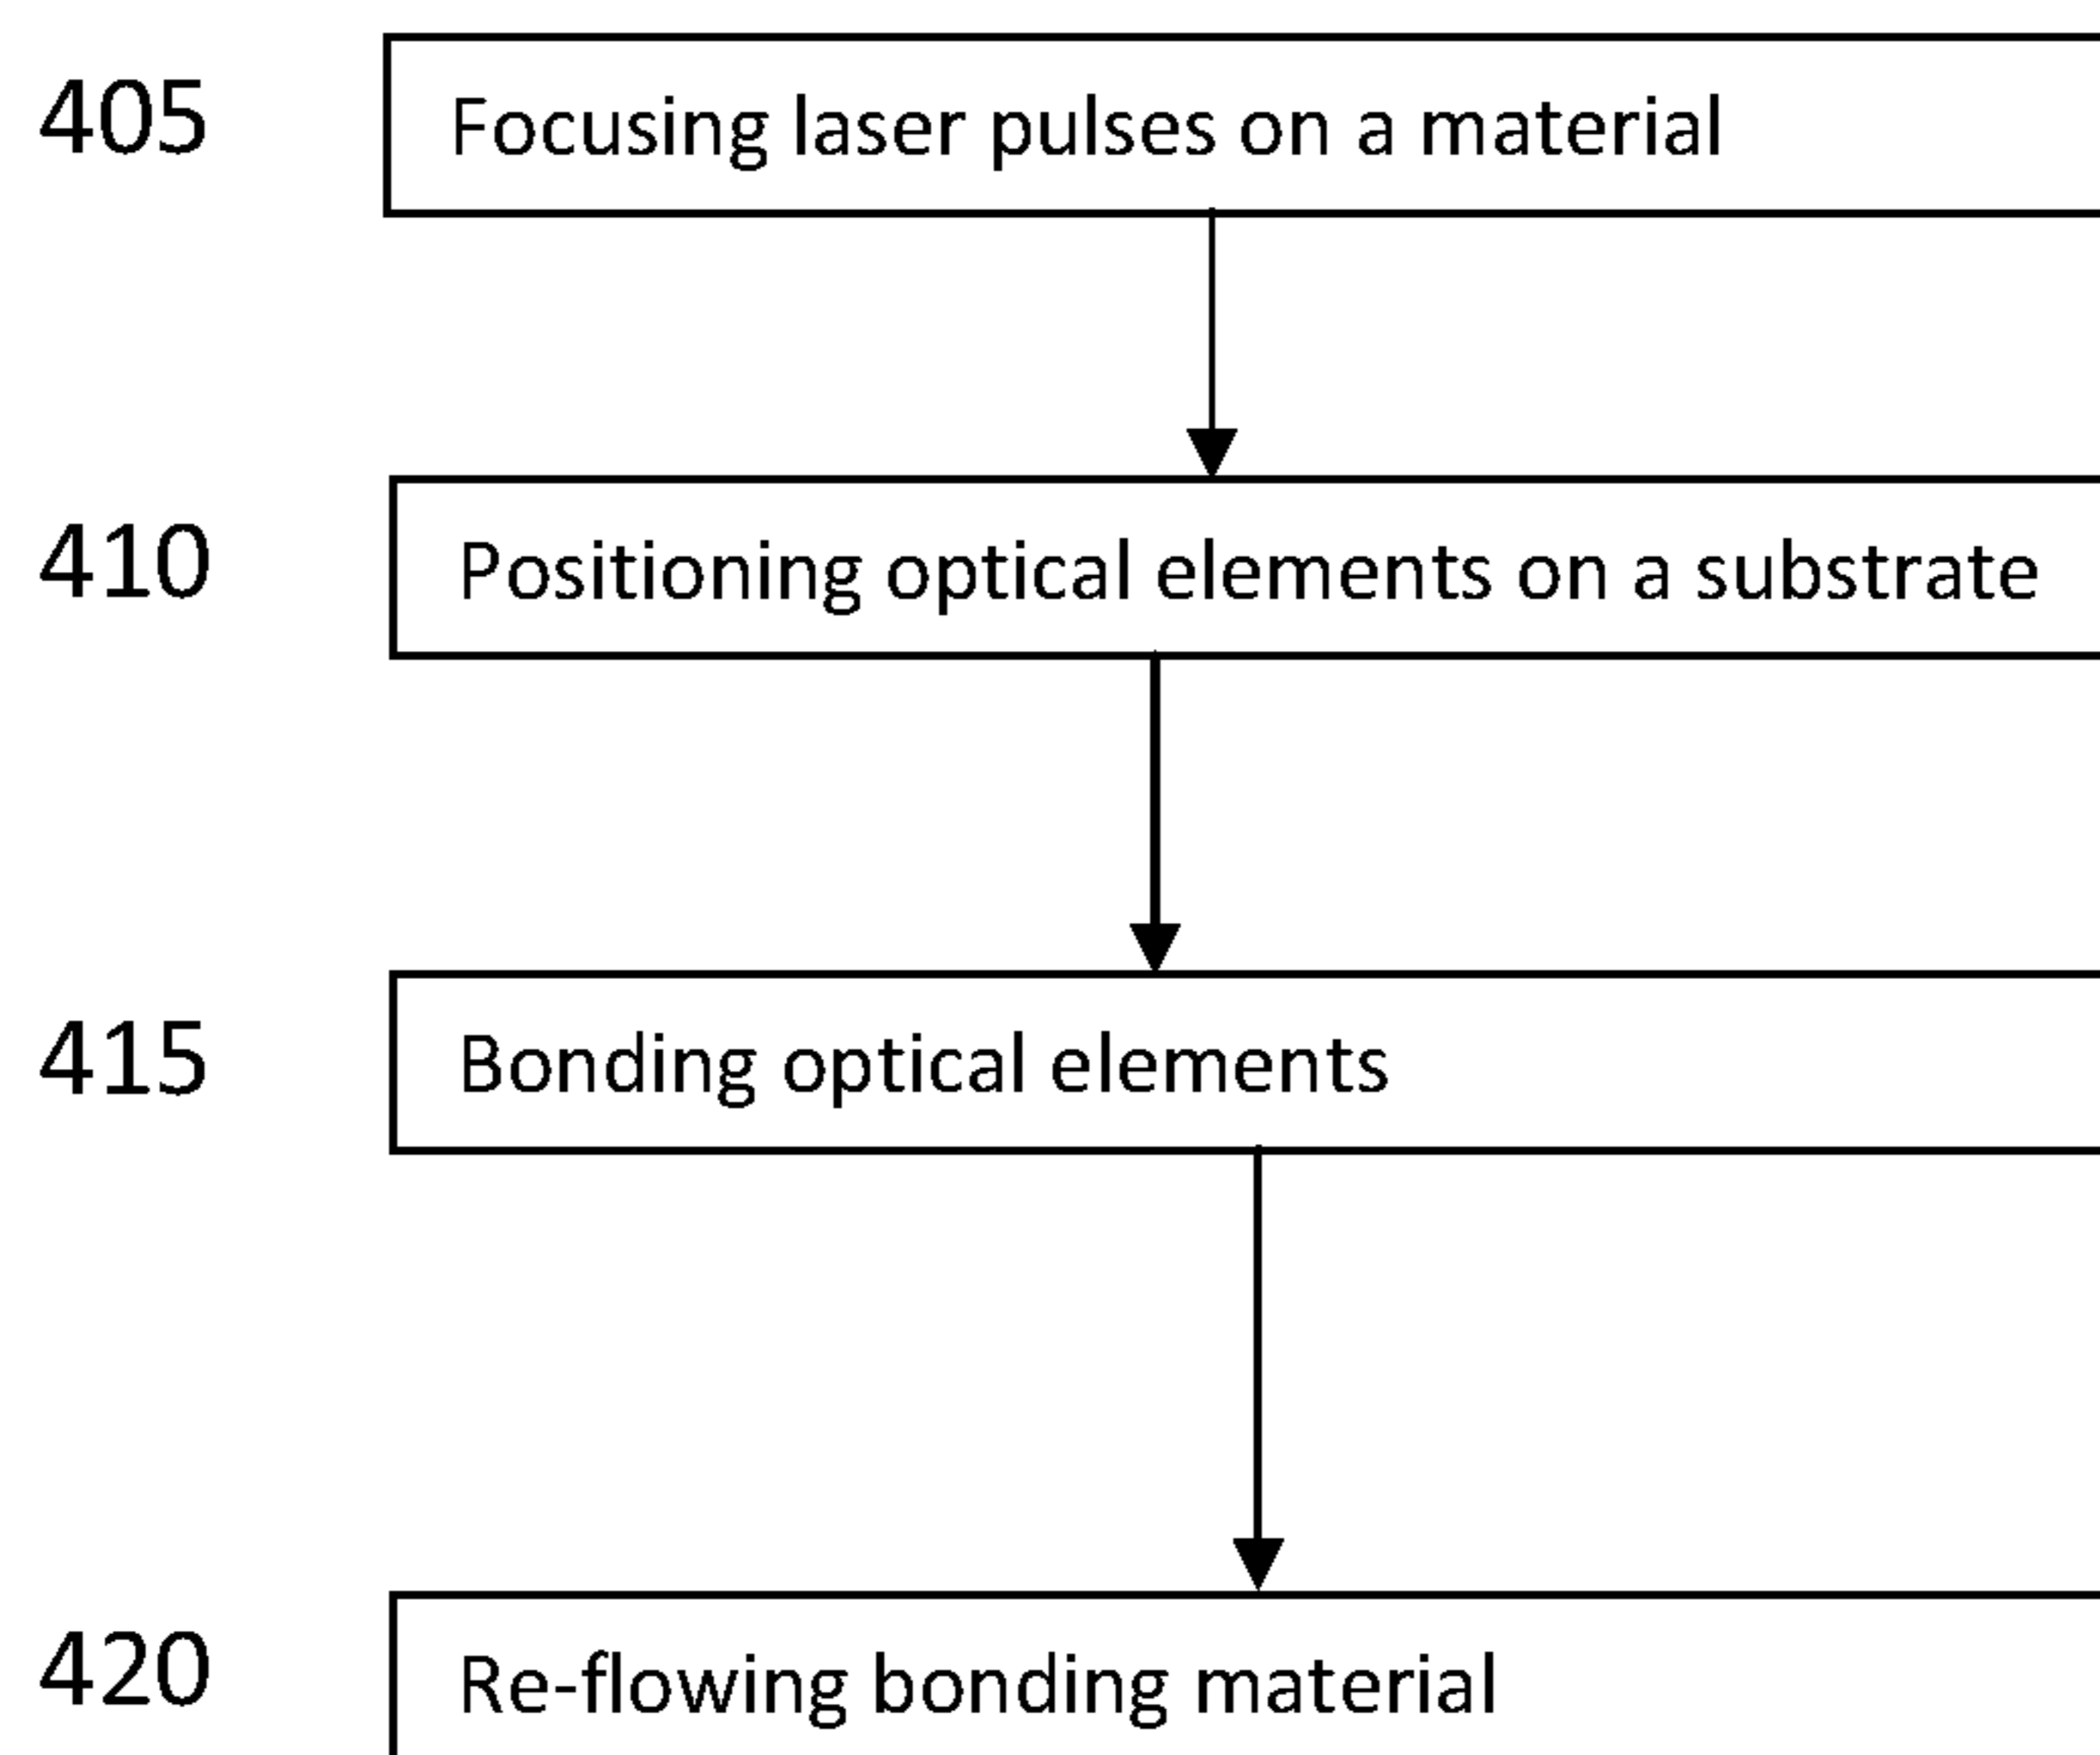 405 Focusing laser pulses on a material
410 Positioning optical elements on a substrate
415 Bonding optical elements
420 Re-flowing bonding material